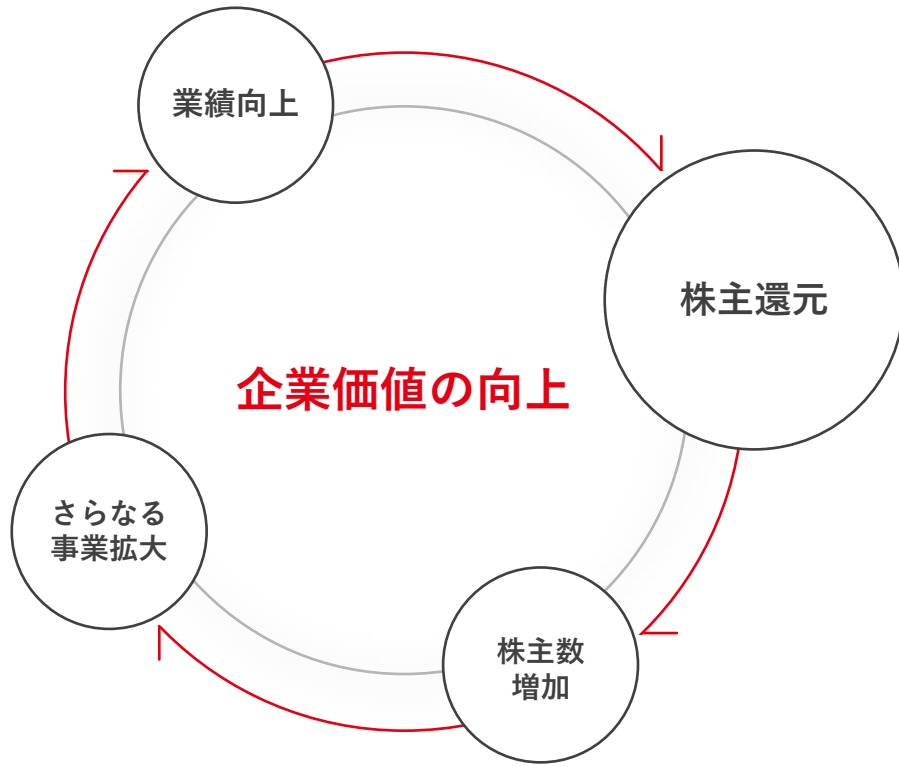 業績向上
株主還元
企業価値の向上
さらなる
事業拡大
株主数
増加